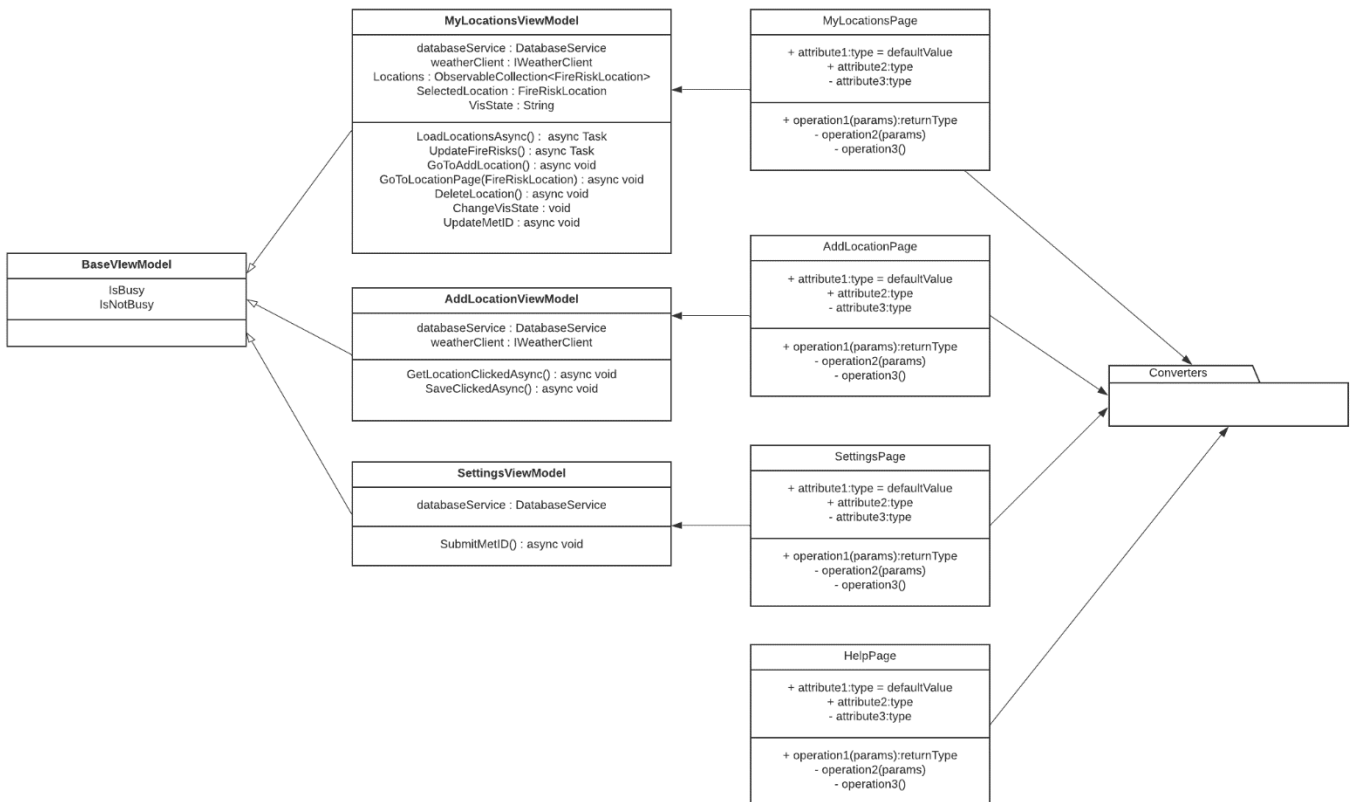 MyLocationsViewModel
databaseService : DatabaseService
weatherClient : IWeatherClient
Locations : ObservableCollection<FireRiskLocation>
SelectedLocation : FireRiskLocation
VisState : String
LoadLocationsAsync() : async Task
UpdateFireRisks() : async Task
GoToAddLocation() : async void
GoToLocationPage(FireRiskLocation) : async void
DeleteLocation() : async void
ChangeVisState : void
UpdateMetID : async void
MyLocationsPage
+ attribute1:type = defaultValue
+ attribute2:type
- attribute3:type
+ operation1(params):returnType
- operation2(params)
- operation3()
BaseVIewModel
IsBusy
IsNotBusy
AddLocationViewModel
databaseService : DatabaseService
weatherClient : IWeatherClient
GetLocationClickedAsync() : async void
SaveClickedAsync() : async void
AddLocationPage
+ attribute1:type = defaultValue
+ attribute2:type
- attribute3:type
+ operation1(params):returnType
- operation2(params)
- operation3()
Converters
SettingsViewModel
databaseService : DatabaseService
SubmitMetID() : async void
SettingsPage
+ attribute1:type = defaultValue
+ attribute2:type
- attribute3:type
+ operation1(params):returnType
- operation2(params)
- operation3()
HelpPage
+ attribute1:type = defaultValue
+ attribute2:type
- attribute3:type
+ operation1(params):returnType
- operation2(params)
- operation3()